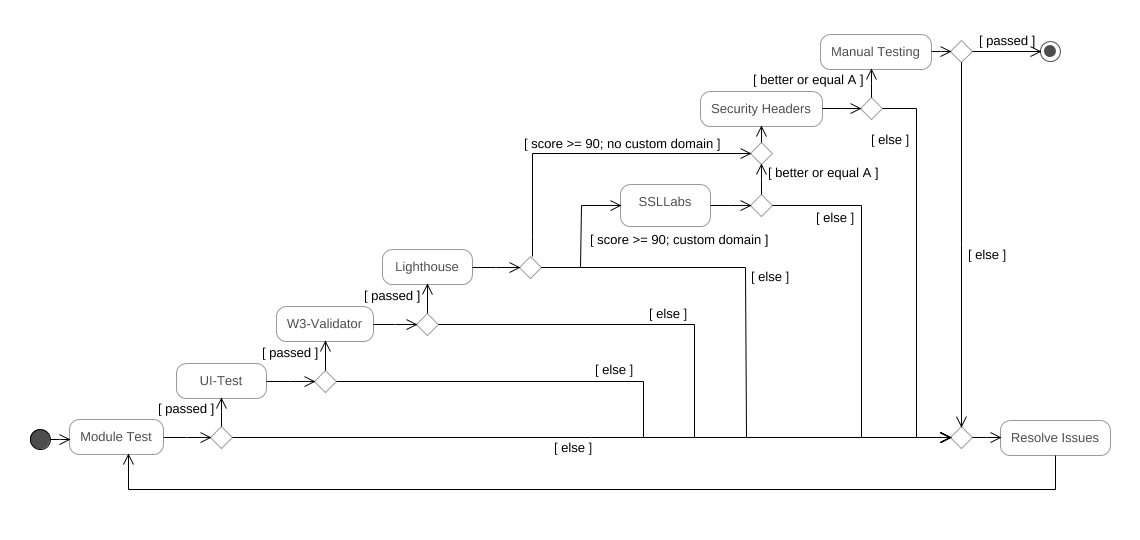 [ passed ]
Manual Testing
[ better or equal A ]
Security Headers
[ else ]
[ score >= 90; no custom domain ]
[ better or equal A ]
SSLLabs
[ else ]
[ score >= 90; custom domain ]
[ else ]
Lighthouse
[ else ]
[ passed ]
[ else ]
W3-Validator
[ passed ]
[ else ]
UI-Test
[ passed ]
Module Test
Resolve Issues
[ else ]